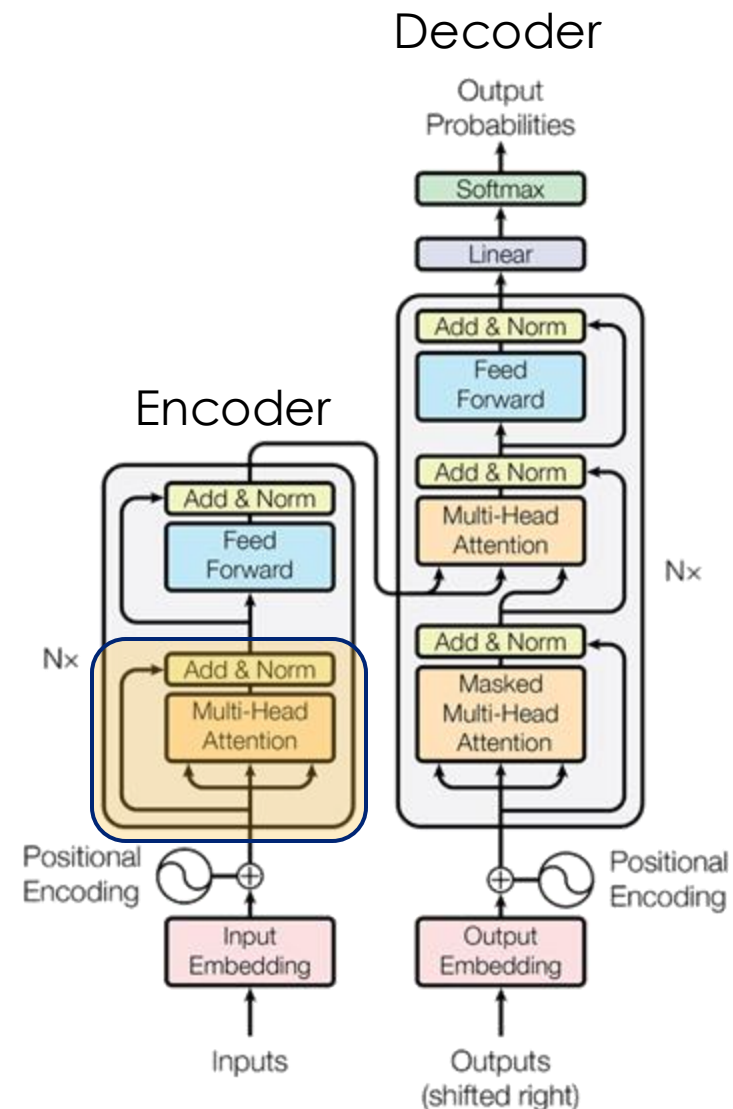 Decoder
Output
Probabilities
Softmax
Linear
Add & Norm
Feed
Forward
Add & Norm
Multi-Head
Attention
Nx
Add & Norm
Masked
Multi-Head
Attention
Positional
Encoding
Output
Embedding
Outputs
(shifted right)
Encoder
Add & Norm
Feed
Forward
Nx
Add & Norm
Multi-Head
Attention
Positional
Encoding
Input
Embedding
Inputs